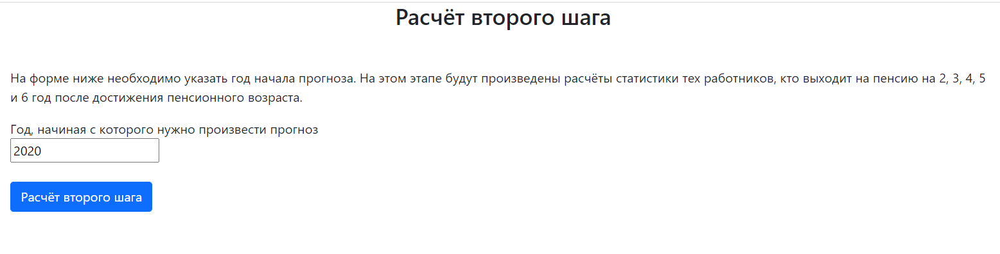 Расчёт второго шага
На форме ниже необходимо указать год начала прогноза. На этом этапе будут произведены расчёты статистики тех работников, кто выходит на пенсию на 2, 3, 4, 5
и 6 год после достижения пенсионного возраста.
Год, начиная с которого нужно произвести прогноз
2020
Расчёт второго шага